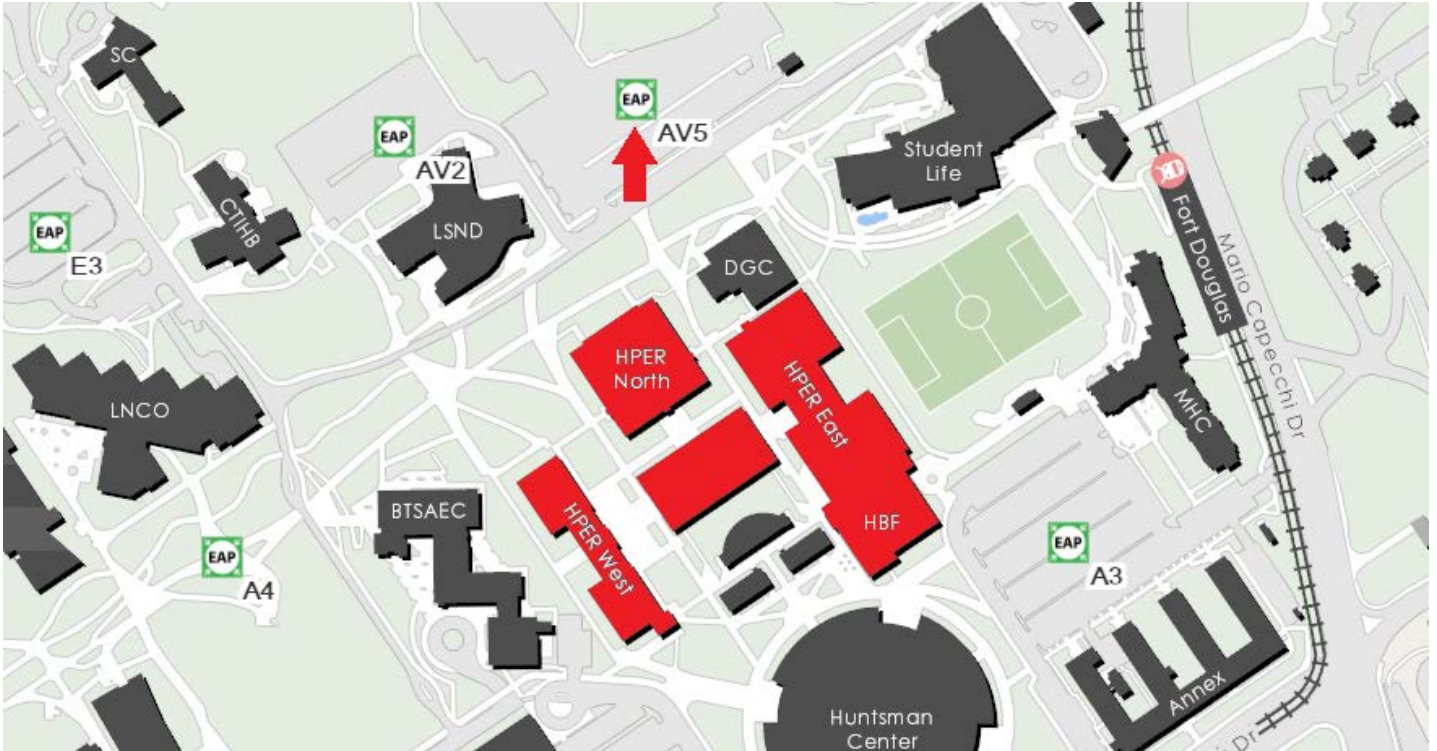 SC
EAP
AV5
EAP
AV2
Student
Life
CTIHB
LSND
EAP
E3
DGC
Fort Douglas
Mario Capecchi Dr
HPER
North
HPER East
LNCO
MHC
BTSAEC
HPER West
HBF
EAP
A4
EAP
A3
Annex
Huntsman
Center
Dr